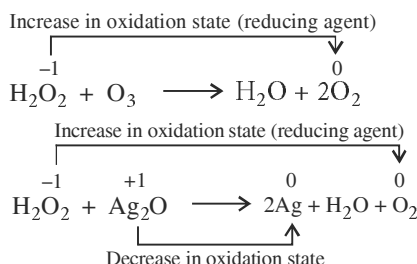 Increase in oxidation state (reducing agent)
−1 0
H₂O₂ + O₃ ⟶ H₂O + 2O₂
Increase in oxidation state (reducing agent)
−1 +1 0 0
H₂O₂ + Ag₂O ⟶ 2Ag + H₂O + O₂
Decrease in oxidation state